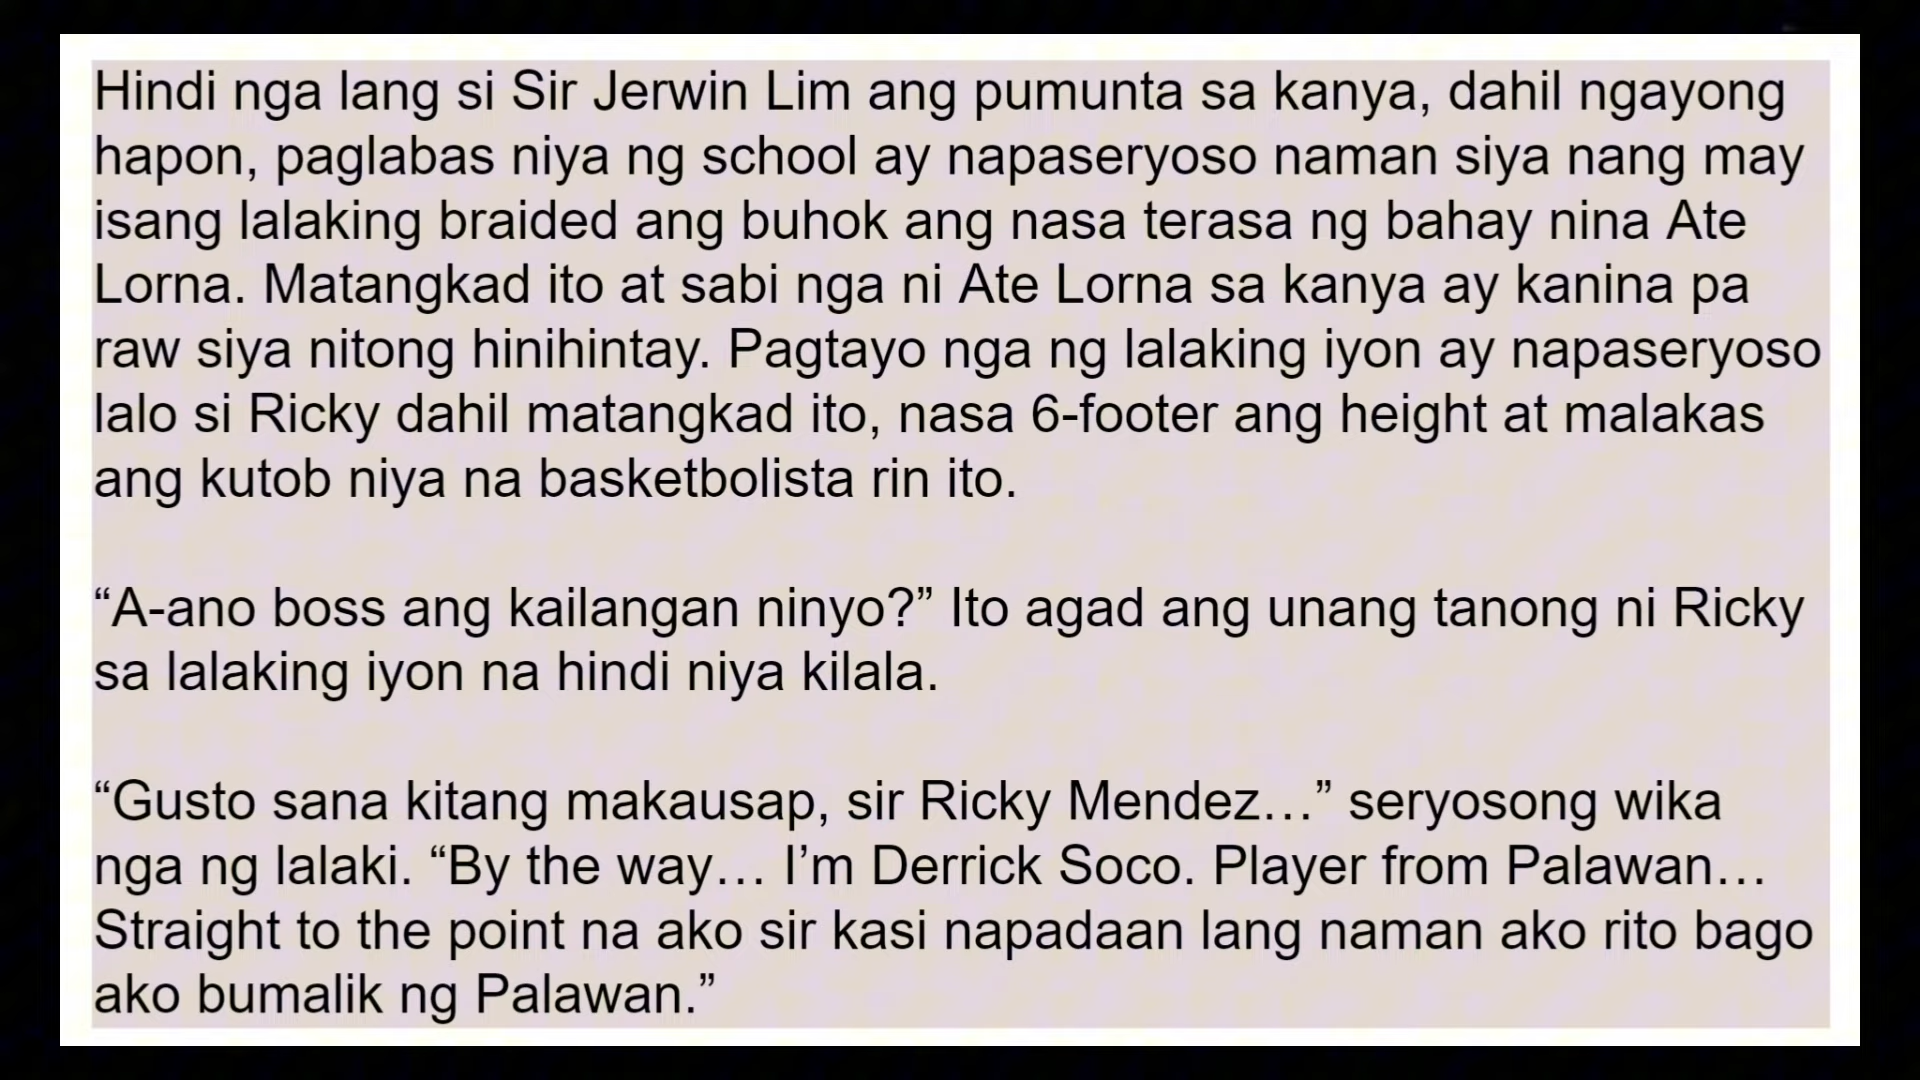 Hindi nga lang si Sir Jerwin Lim ang pumunta sa kanya, dahil ngayong
hapon, paglabas niya ng school ay napaseryoso naman siya nang may
isang lalaking braided ang buhok ang nasa terasa ng bahay nina Ate
Lorna. Matangkad ito at sabi nga ni Ate Lorna sa kanya ay kanina pa
raw siya nitong hinihintay. Pagtayo nga ng lalaking iyon ay napaseryoso
lalo si Ricky dahil matangkad ito, nasa 6-footer ang height at malakas
ang kutob niya na basketbolista rin ito.
“A-ano boss ang kailangan ninyo?” Ito agad ang unang tanong ni Ricky
sa lalaking iyon na hindi niya kilala.
“Gusto sana kitang makausap, sir Ricky Mendez…” seryosong wika
nga ng lalaki. “By the way… I’m Derrick Soco. Player from Palawan…
Straight to the point na ako sir kasi napadaan lang naman ako rito bago
ako bumalik ng Palawan.”